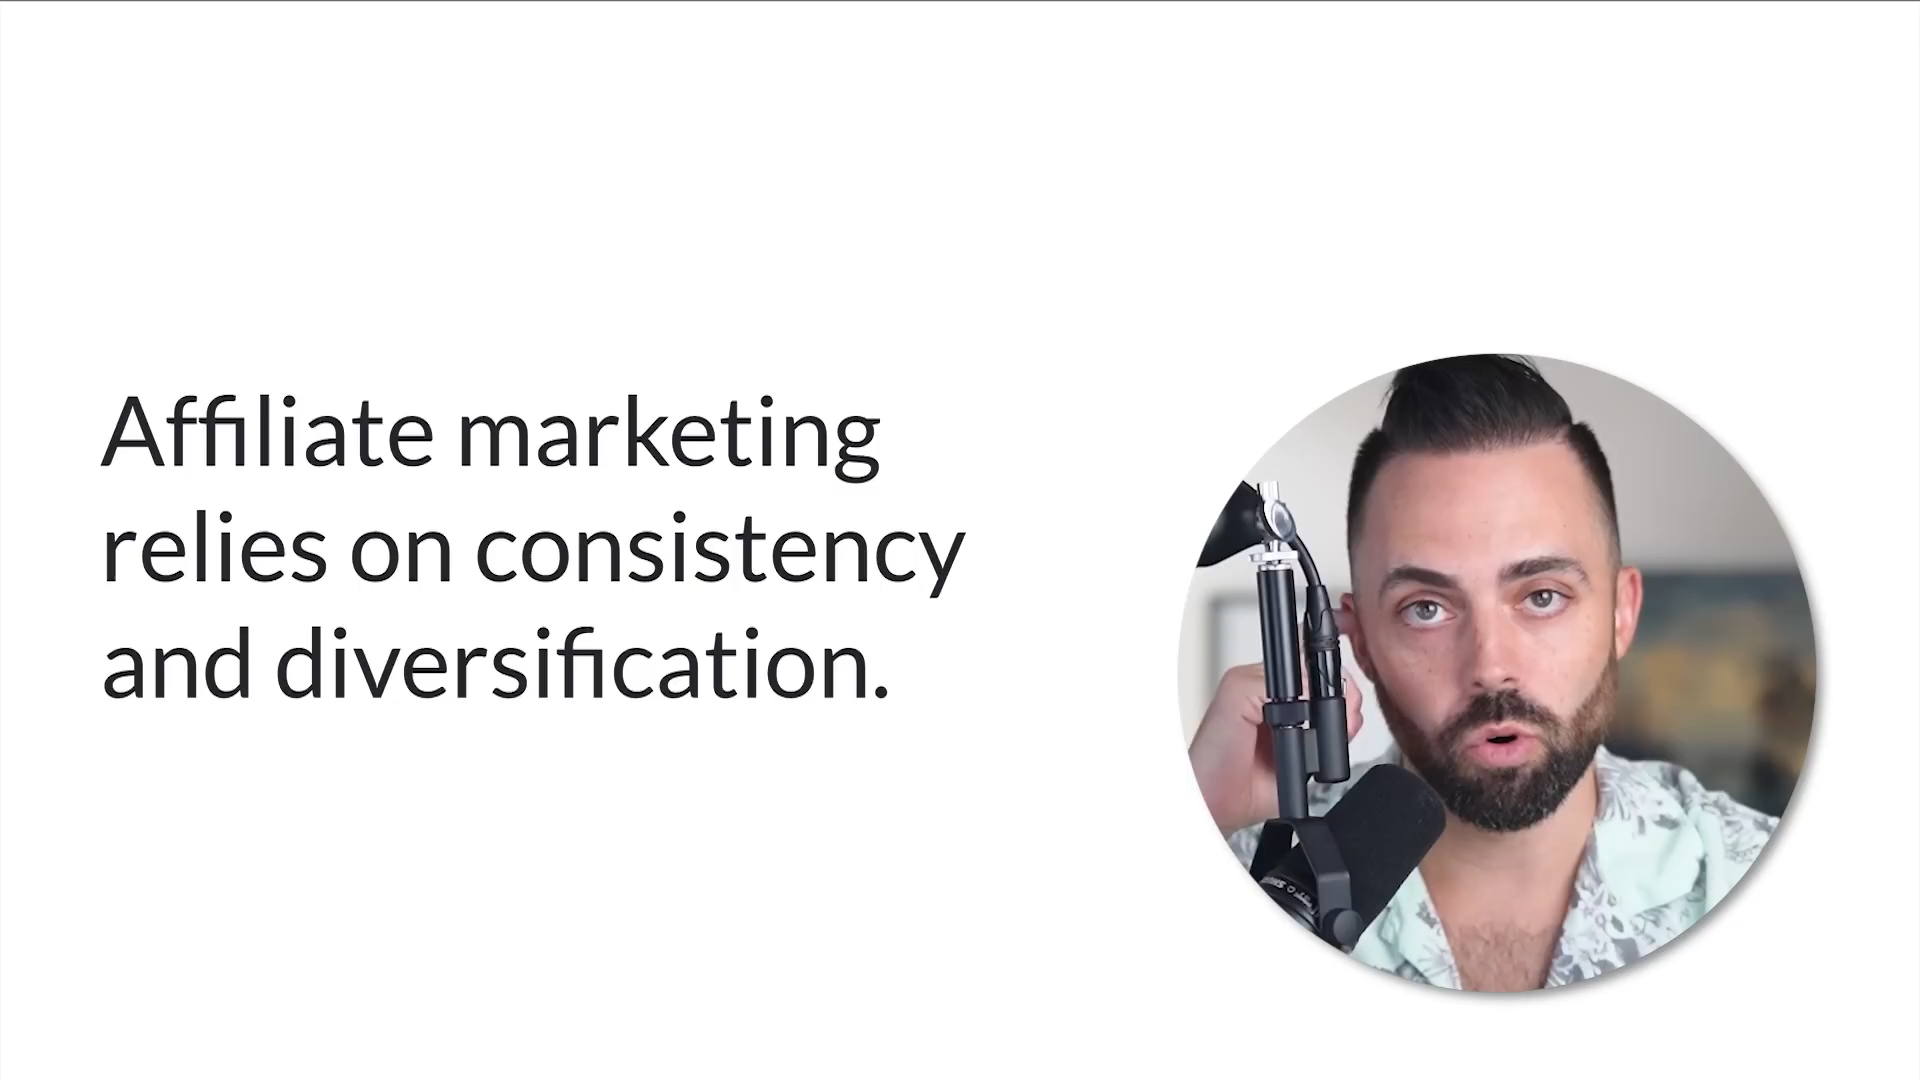 Affiliate marketing
relies on consistency
and diversification.